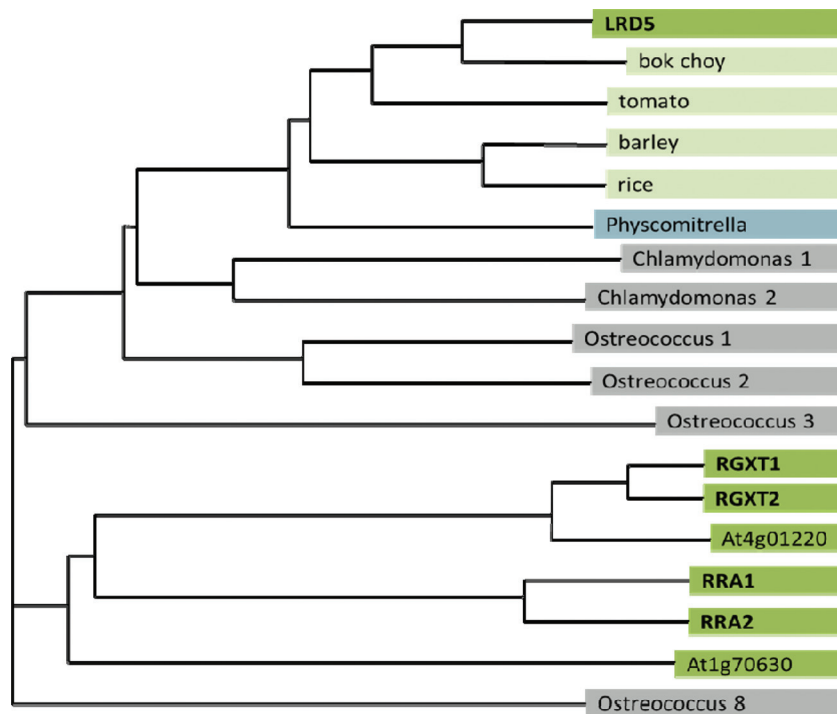 LRD5
bok choy
tomato
barley
rice
Physcomitrella
Chlamydomonas 1
Chlamydomonas 2
Ostreococcus 1
Ostreococcus 2
Ostreococcus 3
RGXT1
RGXT2
At4g01220
RRA1
RRA2
At1g70630
Ostreococcus 8